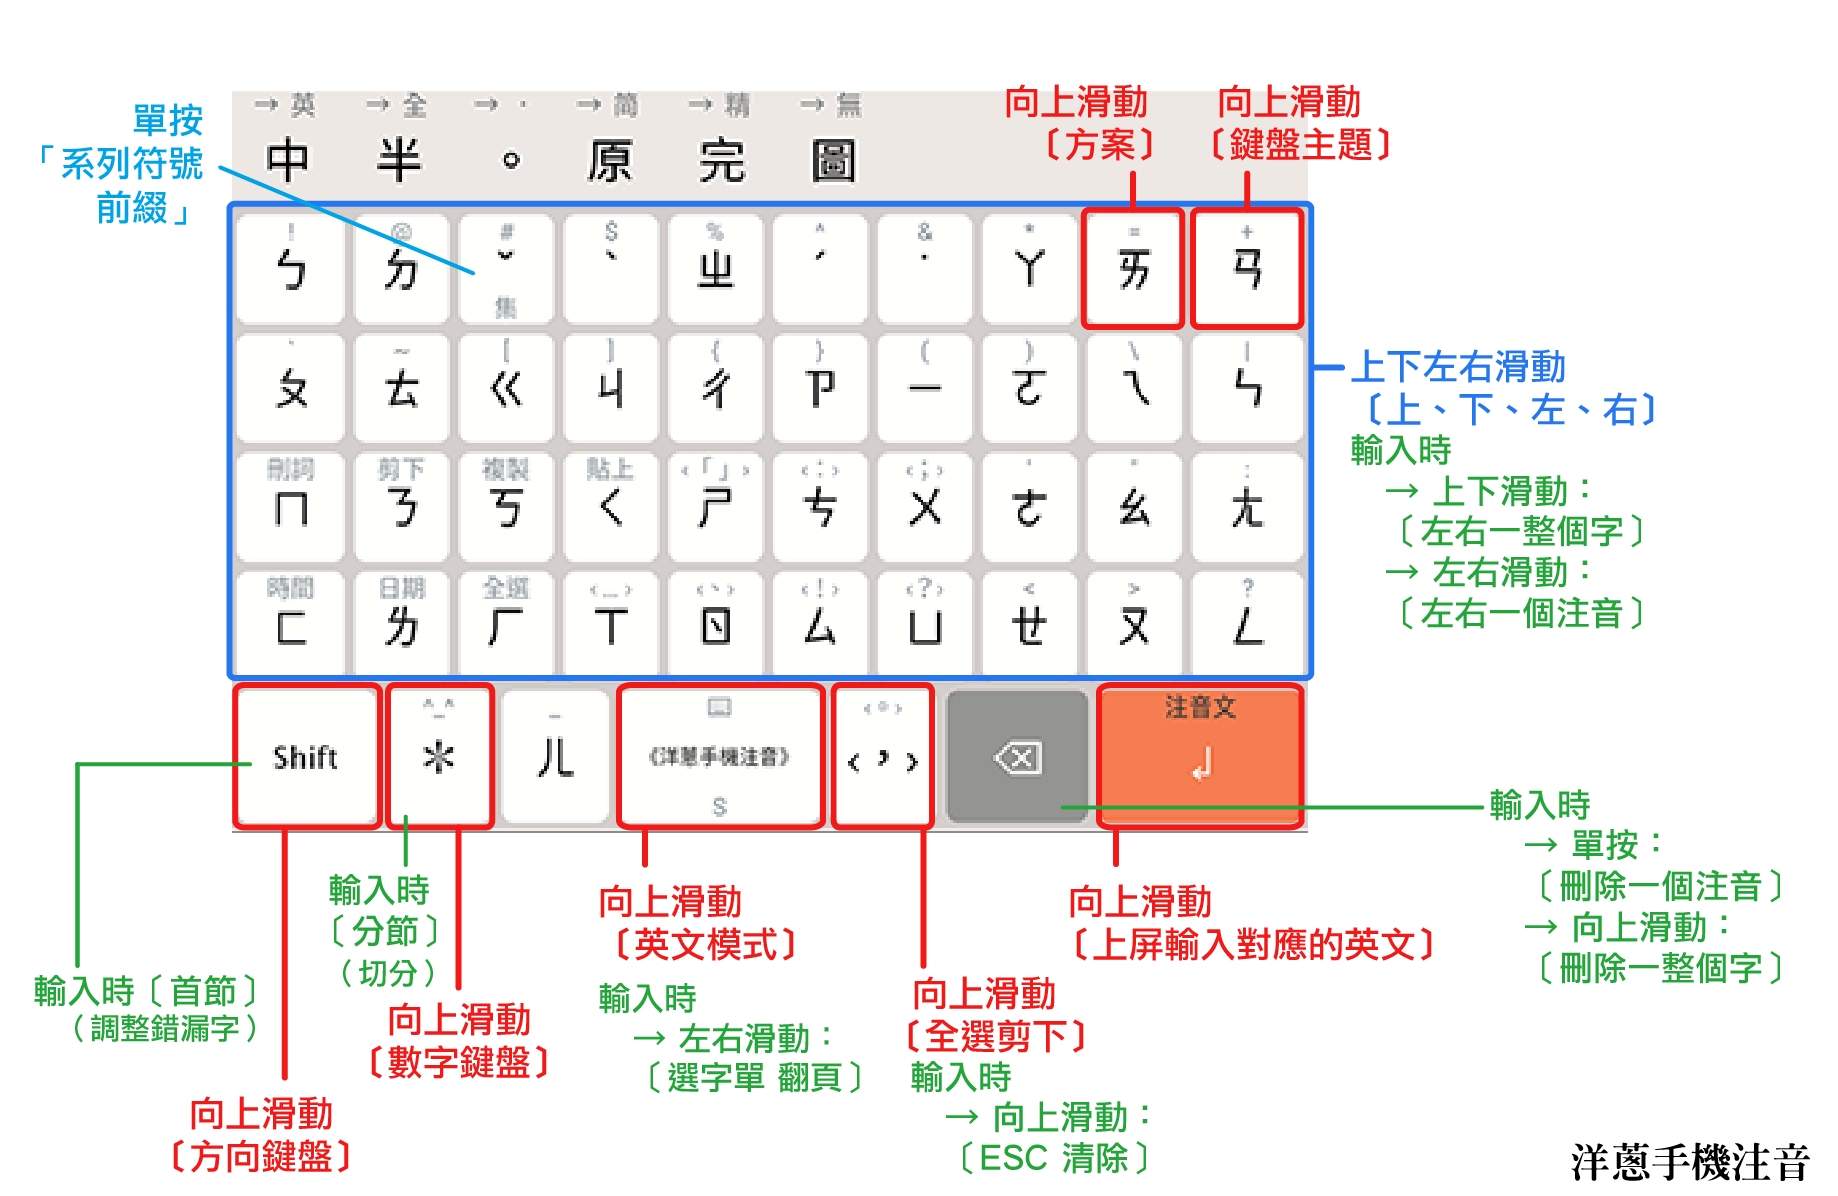 → 英 → 全 → · → 简 → 精 → 無
中 半 。 原 完 圖
單按
「系列符號
前綴」
向上滑動
〔方案〕
向上滑動
〔鍵盤主題〕
! @ # $ % ^ & * = +
ㄅ ㄉ ˇ ˋ ㄓ ˊ ˙ ㄚ ㄞ ㄢ
集
` ~ [ ] { } ( ) \ |
ㄆ ㄊ ㄍ ㄐ ㄔ ㄗ ㄧ ㄛ ㄟ ㄣ
刪詞 剪下 複製 貼上 ‹「」› ‹:› ‹;› ' " :
ㄇ ㄋ ㄎ ㄑ ㄕ ㄘ ㄨ ㄜ ㄠ ㄤ
時間 日期 全選 ‹…› ‹、› ‹!› ‹?› < > ?
ㄈ ㄌ ㄏ ㄒ ㄖ ㄙ ㄩ ㄝ ㄡ ㄥ
^_^ _ ‹°› 注音文
Shift * ㄦ 《洋蔥手機注音》 ‹,›
S
上下左右滑動
〔上、下、左、右〕
輸入時
→ 上下滑動：
〔左右一整個字〕
→ 左右滑動：
〔左右一個注音〕
輸入時
→ 單按：
〔刪除一個注音〕
→ 向上滑動：
〔刪除一整個字〕
輸入時〔首節〕
（調整錯漏字）
向上滑動
〔方向鍵盤〕
輸入時
〔分節〕
（切分）
向上滑動
〔數字鍵盤〕
向上滑動
〔英文模式〕
輸入時
→ 左右滑動：
〔選字單 翻頁〕
向上滑動
〔全選剪下〕
輸入時
→ 向上滑動：
〔ESC 清除〕
向上滑動
〔上屏輸入對應的英文〕
洋蔥手機注音